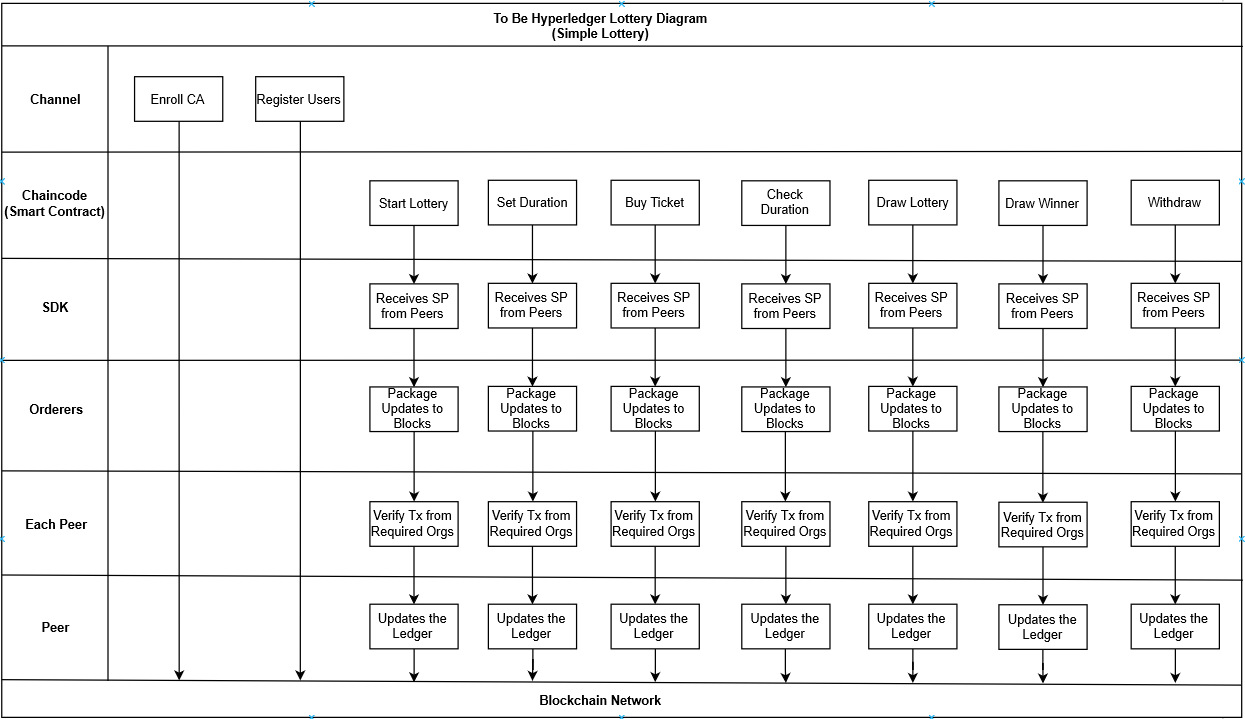 To Be Hyperledger Lottery Diagram
(Simple Lottery)
Channel
Enroll CA
Register Users
Chaincode
(Smart Contract)
Start Lottery
Set Duration
Buy Ticket
Check
Duration
Draw Lottery
Draw Winner
Withdraw
SDK
Receives SP
from Peers
Receives SP
from Peers
Receives SP
from Peers
Receives SP
from Peers
Receives SP
from Peers
Receives SP
from Peers
Receives SP
from Peers
Orderers
Package
Updates to
Blocks
Package
Updates to
Blocks
Package
Updates to
Blocks
Package
Updates to
Blocks
Package
Updates to
Blocks
Package
Updates to
Blocks
Package
Updates to
Blocks
Each Peer
Verify Tx from
Required Orgs
Verify Tx from
Required Orgs
Verify Tx from
Required Orgs
Verify Tx from
Required Orgs
Verify Tx from
Required Orgs
Verify Tx from
Required Orgs
Verify Tx from
Required Orgs
Peer
Updates the
Ledger
Updates the
Ledger
Updates the
Ledger
Updates the
Ledger
Updates the
Ledger
Updates the
Ledger
Updates the
Ledger
Blockchain Network